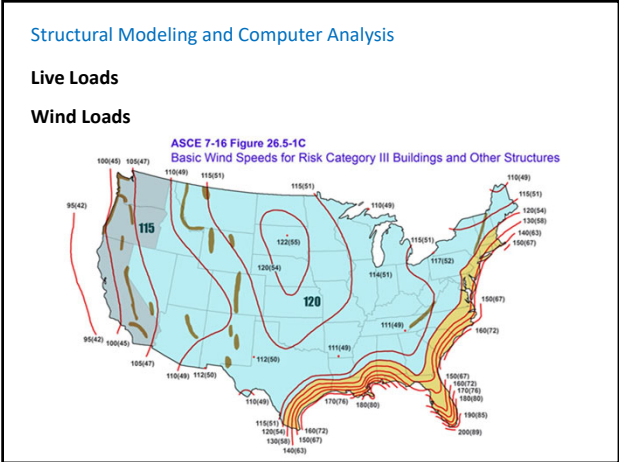 Structural Modeling and Computer Analysis
Live Loads
Wind Loads
ASCE 7-16 Figure 26.5-1C
Basic Wind Speeds for Risk Category III Buildings and Other Structures
100(45) 105(47) 110(49) 115(51) 115(51) 110(49)
110(49) 115(51)
95(42) 120(54)
130(58)
115 140(63)
122(55) 115(51) 150(67)
117(52)
120(54) 114(51)
120 150(67)
111(49) 160(72)
95(42) 100(45) 111(49)
105(47) 112(50)
110(49) 112(50) 150(67)
160(72)
170(76)
110(49) 170(76) 180(80) 180(80)
115(51) 190(85)
120(54) 160(72)
130(58) 150(67) 200(89)
140(63)